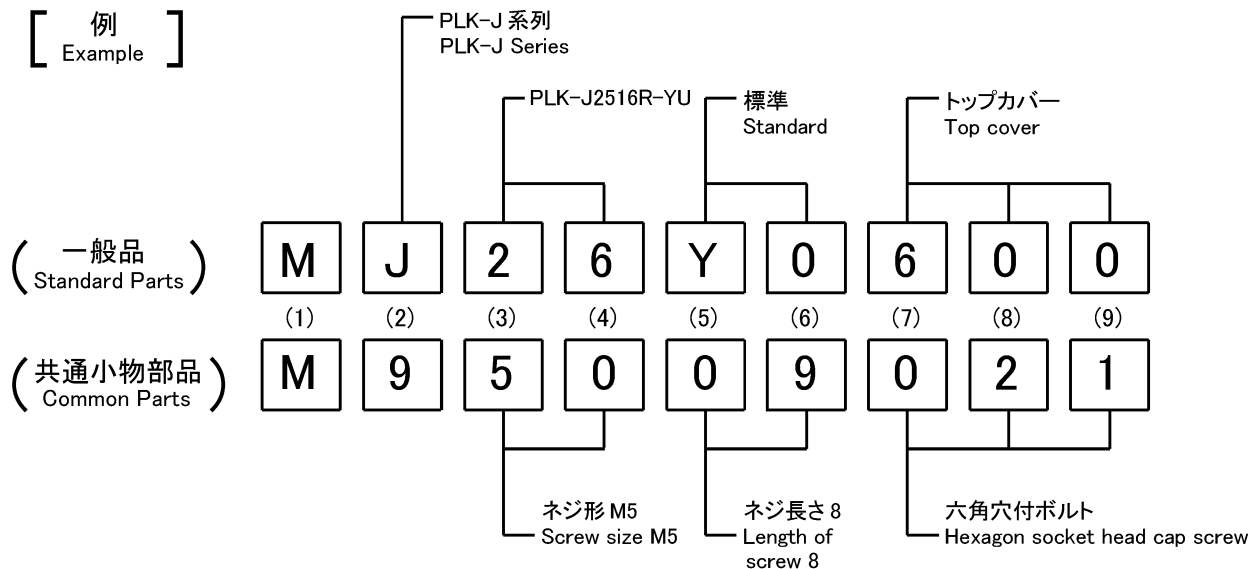 例
Example
PLK-J 系列
PLK-J Series
PLK-J2516R-YU
標準
Standard
トップカバー
Top cover
一般品
Standard Parts
M J 2 6 Y 0 6 0 0
(1) (2) (3) (4) (5) (6) (7) (8) (9)
共通小物部品
Common Parts
M 9 5 0 0 9 0 2 1
ネジ形 M5
Screw size M5
ネジ長さ 8
Length of
screw 8
六角穴付ボルト
Hexagon socket head cap screw